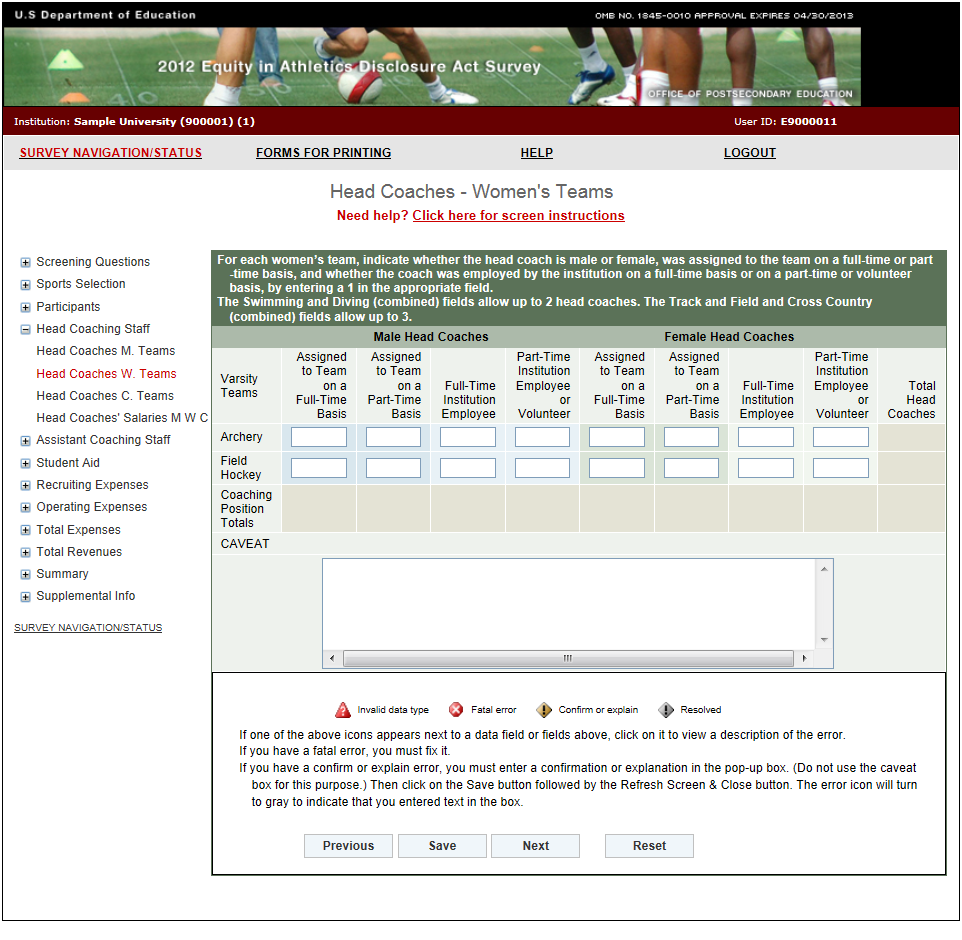 U.S Department of Education
OMB NO. 1845-0010 APPROVAL EXPIRES 04/30/2013
2012 Equity in Athletics Disclosure Act Survey
OFFICE OF POSTSECONDARY EDUCATION
Institution: Sample University (900001) (1)
User ID: E9000011
SURVEY NAVIGATION/STATUS
FORMS FOR PRINTING
HELP
LOGOUT
Head Coaches - Women's Teams
Need help? Click here for screen instructions
Screening Questions
Sports Selection
Participants
Head Coaching Staff
Head Coaches M. Teams
Head Coaches W. Teams
Head Coaches C. Teams
Head Coaches' Salaries M W C
Assistant Coaching Staff
Student Aid
Recruiting Expenses
Operating Expenses
Total Expenses
Total Revenues
Summary
Supplemental Info
SURVEY NAVIGATION/STATUS
For each women's team, indicate whether the head coach is male or female, was assigned to the team on a full-time or part
-time basis, and whether the coach was employed by the institution on a full-time basis or on a part-time or volunteer
basis, by entering a 1 in the appropriate field.
The Swimming and Diving (combined) fields allow up to 2 head coaches. The Track and Field and Cross Country
(combined) fields allow up to 3.
Male Head Coaches
Female Head Coaches
Varsity
Teams
Assigned
to Team
on a
Full-Time
Basis
Assigned
to Team
on a
Part-Time
Basis
Full-Time
Institution
Employee
Part-Time
Institution
Employee
or
Volunteer
Assigned
to Team
on a
Full-Time
Basis
Assigned
to Team
on a
Part-Time
Basis
Full-Time
Institution
Employee
Part-Time
Institution
Employee
or
Volunteer
Total
Head
Coaches
Archery
Field
Hockey
Coaching
Position
Totals
CAVEAT
Invalid data type
Fatal error
Confirm or explain
Resolved
If one of the above icons appears next to a data field or fields above, click on it to view a description of the error.
If you have a fatal error, you must fix it.
If you have a confirm or explain error, you must enter a confirmation or explanation in the pop-up box. (Do not use the caveat
box for this purpose.) Then click on the Save button followed by the Refresh Screen & Close button. The error icon will turn
to gray to indicate that you entered text in the box.
Previous
Save
Next
Reset